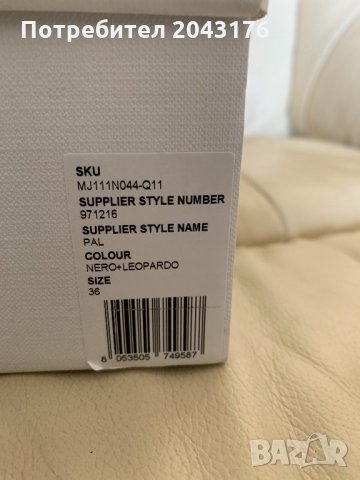 Потребител 2043176
SKU
MJ111N044-Q11
SUPPLIER STYLE NUMBER
971216
SUPPLIER STYLE NAME
PAL
COLOUR
NERO+LEOPARDO
SIZE
36
8 053505 749587
BAZAR